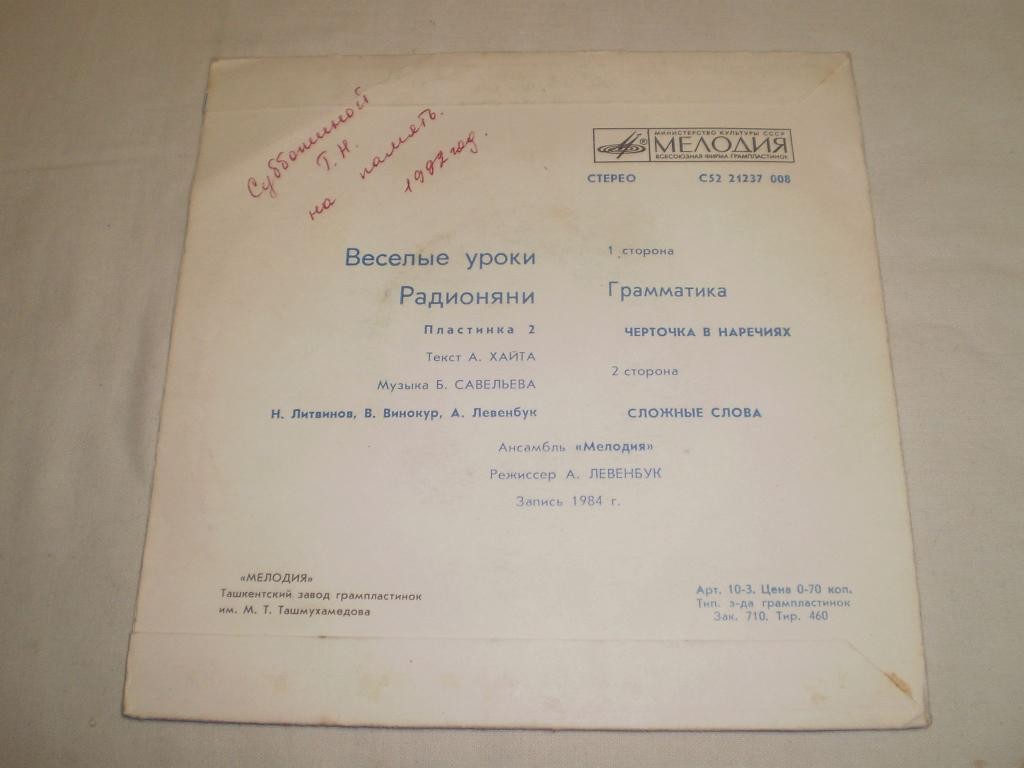 Субботиной
Т.Н.
на память.
1992 год.
МИНИСТЕРСТВО КУЛЬТУРЫ СССР
МЕЛОДИЯ
ВСЕСОЮЗНАЯ ФИРМА ГРАМПЛАСТИНОК
СТЕРЕО С52 21237 008
Веселые уроки
Радионяни
Пластинка 2
Текст А. ХАЙТА
Музыка Б. САВЕЛЬЕВА
Н. Литвинов, В. Винокур, А. Левенбук
1 сторона
Грамматика
ЧЕРТОЧКА В НАРЕЧИЯХ
2 сторона
СЛОЖНЫЕ СЛОВА
Ансамбль «Мелодия»
Режиссер А. ЛЕВЕНБУК
Запись 1984 г.
«МЕЛОДИЯ»
Ташкентский завод грампластинок
им. М. Т. Ташмухамедова
Арт. 10-3. Цена 0-70 коп.
Тип. з-да грампластинок
Зак. 710. Тир. 460